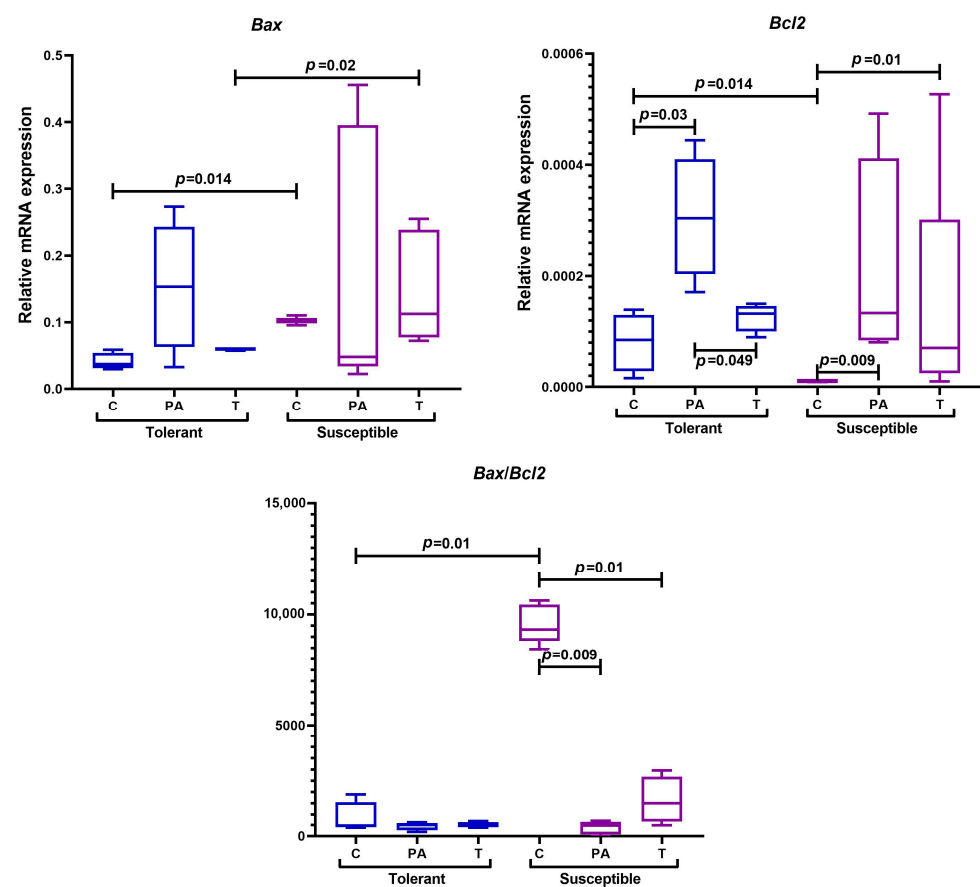 Bax
Relative mRNA expression
0.5
0.4
0.3
0.2
0.1
0.0
p=0.02
p=0.014
C PA T C PA T
Tolerant Susceptible
Bcl2
Relative mRNA expression
0.0006
0.0004
0.0002
0.0000
p=0.01
p=0.014
p=0.03
p=0.049
p=0.009
C PA T C PA T
Tolerant Susceptible
Bax/Bcl2
15,000
10,000
5000
0
p=0.01
p=0.01
p=0.009
C PA T C PA T
Tolerant Susceptible